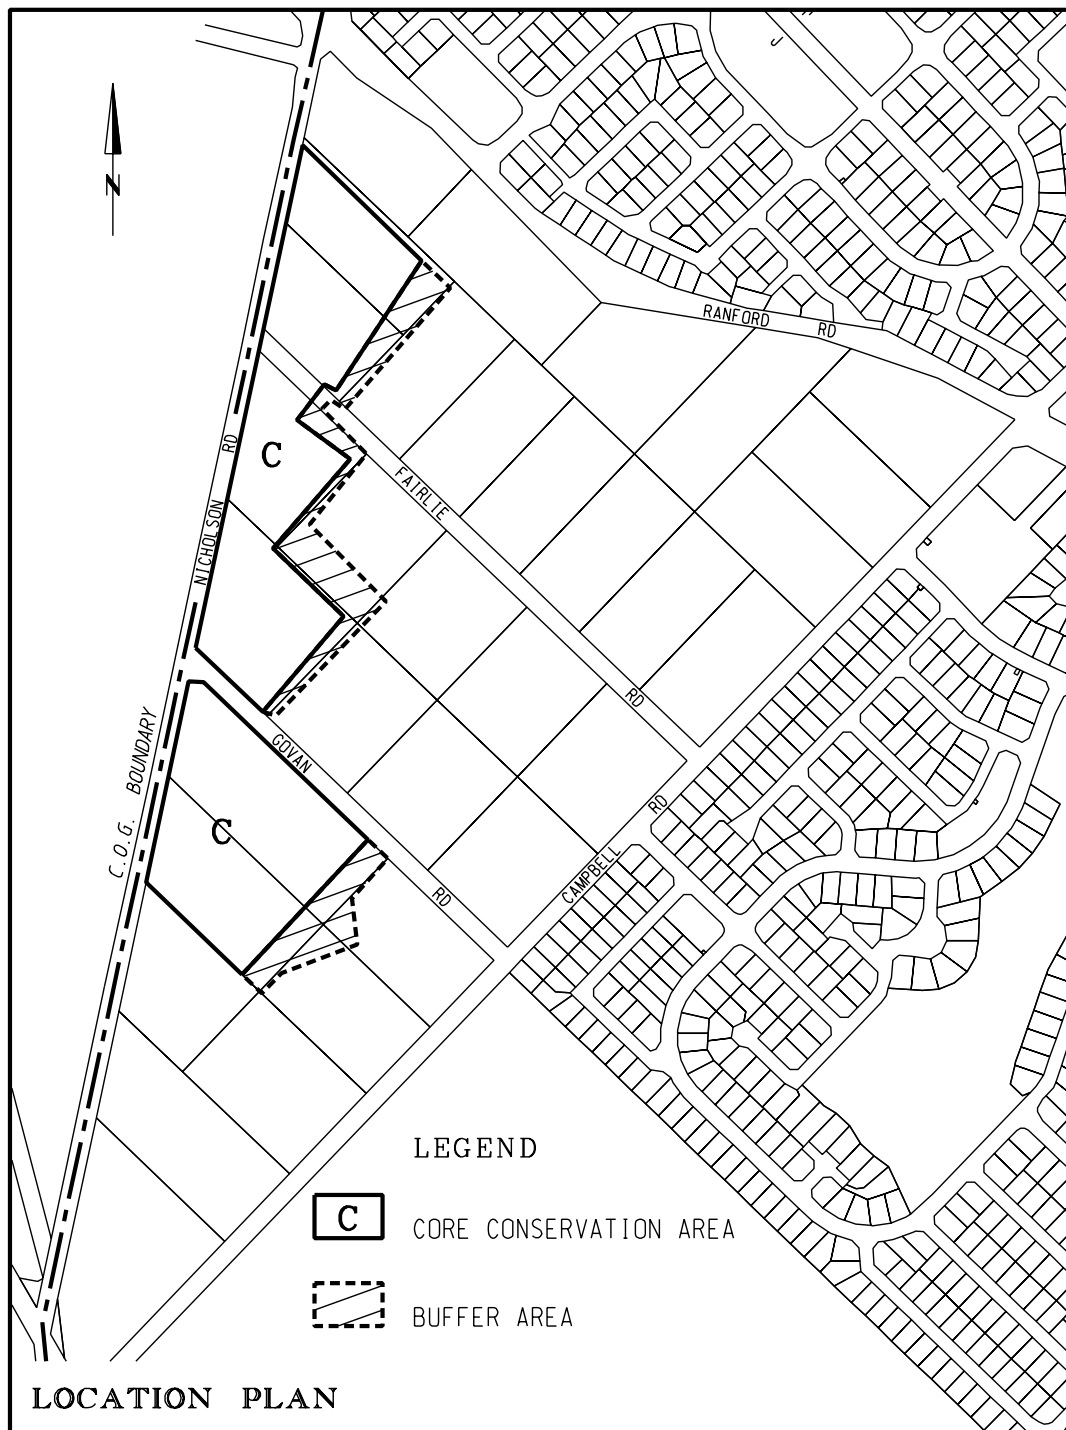 N
RANFORD RD
NICHOLSON RD
C
FAIRLIE RD
C.O.G. BOUNDARY
GOVAN RD
C
CAMPBELL RD
LEGEND
C CORE CONSERVATION AREA
BUFFER AREA
LOCATION PLAN